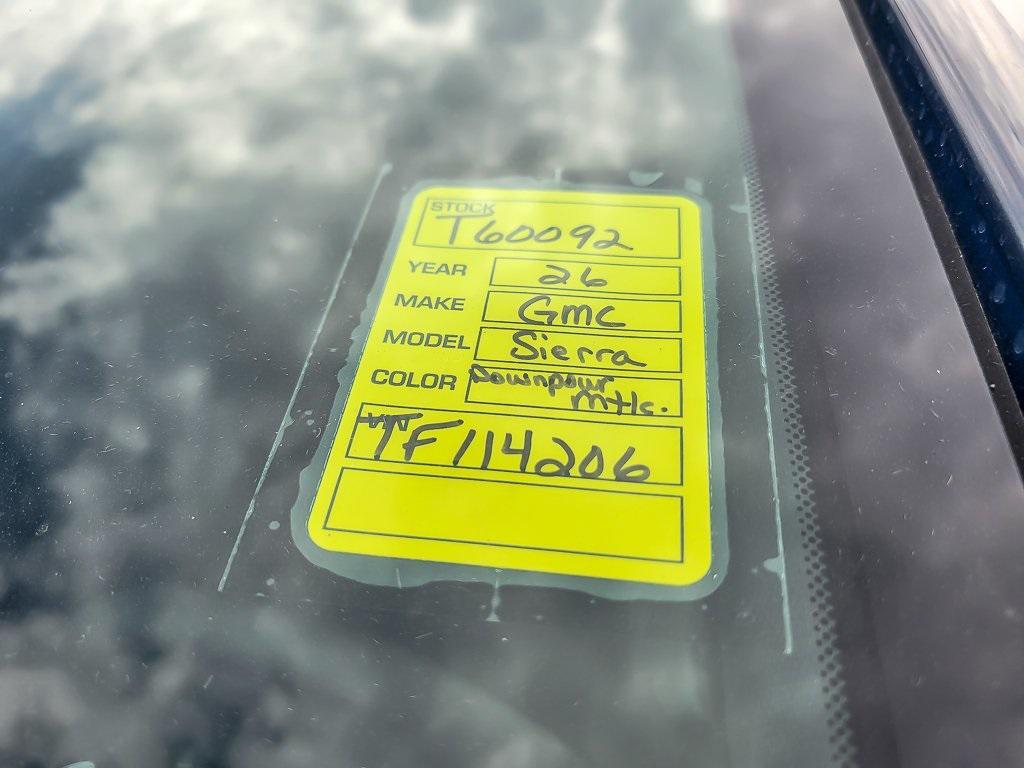 STOCK
T60092
YEAR 26
MAKE GMC
MODEL Sierra
COLOR Downpour
Mtlc.
TF114206